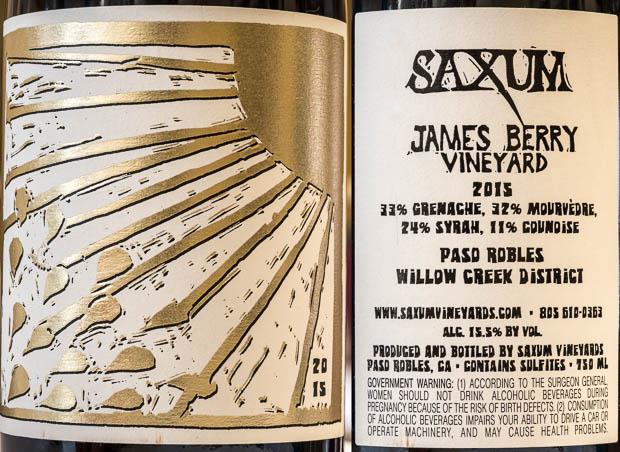 20
15
SAXUM
JAMES BERRY
VINEYARD
2015
33% GRENACHE, 32% MOURVÈDRE,
24% SYRAH, 11% COUNOISE
PASO ROBLES
WILLOW CREEK DISTRICT
WWW.SAXUMVINEYARDS.COM • 805 610-0363
ALC. 15.5% BY VOL.
PRODUCED AND BOTTLED BY SAXUM VINEYARDS
PASO ROBLES, CA • CONTAINS SULFITES • 750 ML
GOVERNMENT WARNING: (1) ACCORDING TO THE SURGEON GENERAL,
WOMEN SHOULD NOT DRINK ALCOHOLIC BEVERAGES DURING
PREGNANCY BECAUSE OF THE RISK OF BIRTH DEFECTS. (2) CONSUMPTION
OF ALCOHOLIC BEVERAGES IMPAIRS YOUR ABILITY TO DRIVE A CAR OR
OPERATE MACHINERY, AND MAY CAUSE HEALTH PROBLEMS.